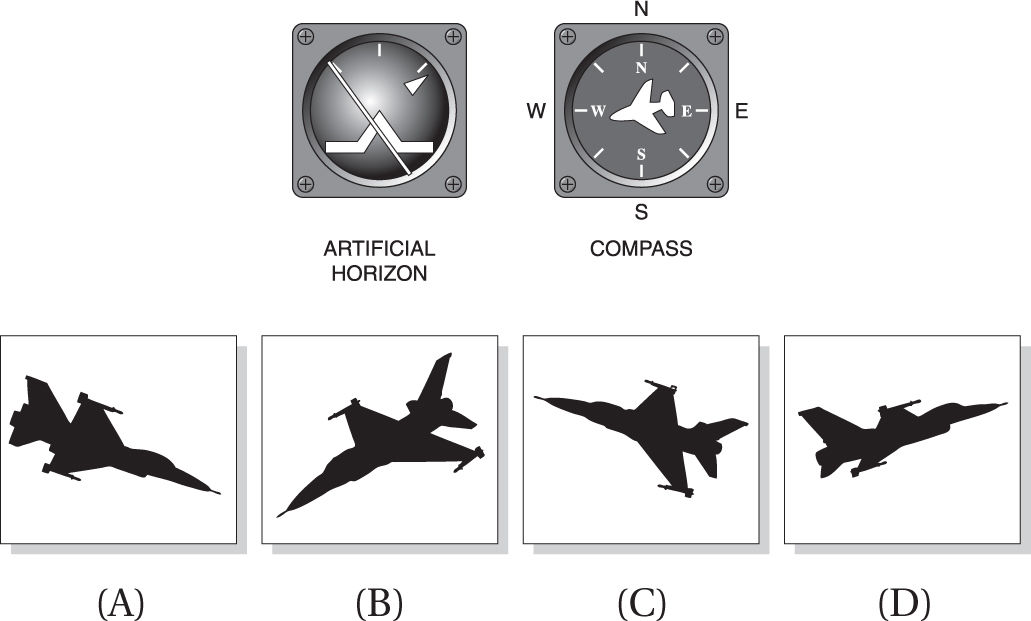 N
N
W W E E
S
S
ARTIFICIAL
HORIZON
COMPASS
(A) (B) (C) (D)